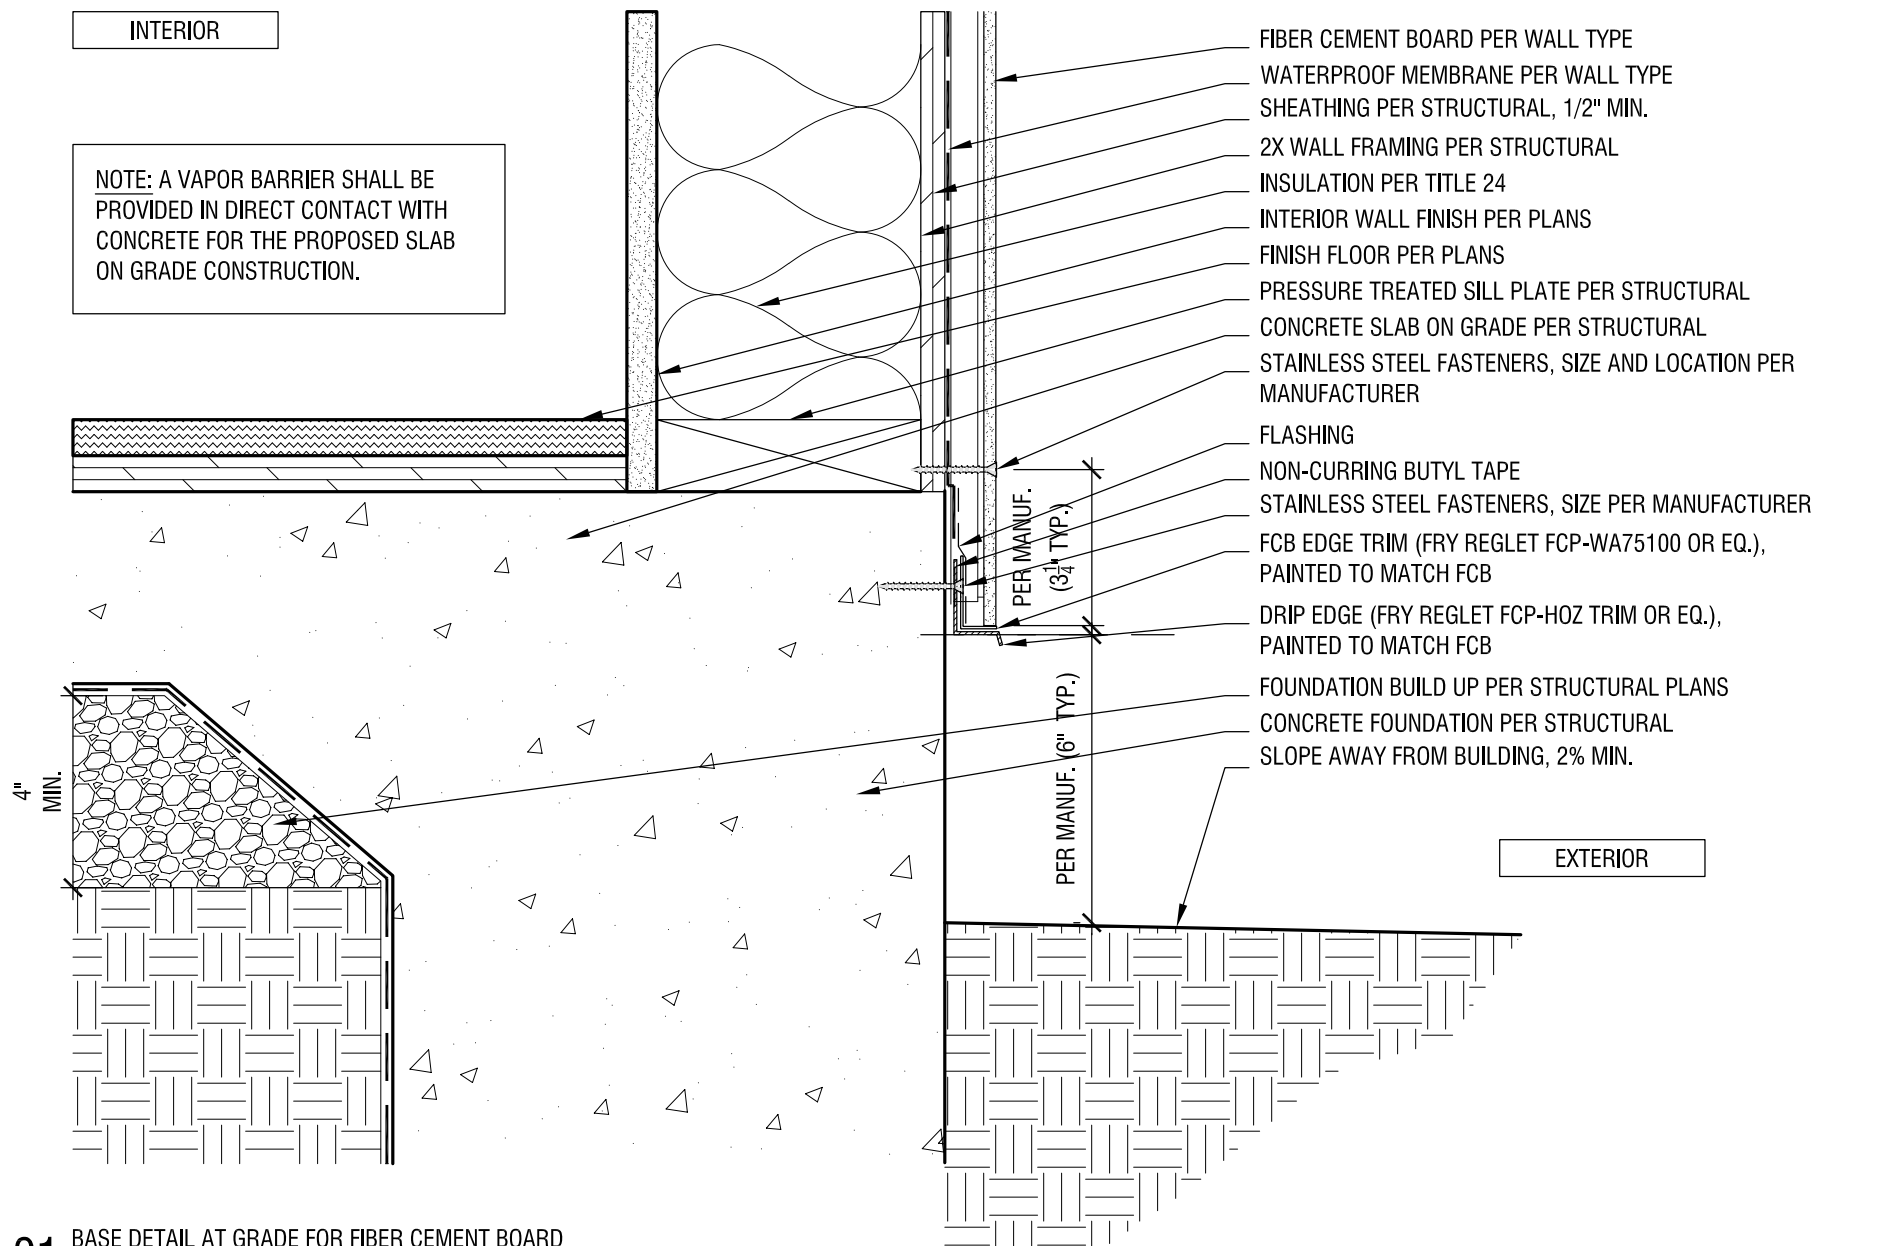 INTERIOR
NOTE: A VAPOR BARRIER SHALL BE
PROVIDED IN DIRECT CONTACT WITH
CONCRETE FOR THE PROPOSED SLAB
ON GRADE CONSTRUCTION.
FIBER CEMENT BOARD PER WALL TYPE
WATERPROOF MEMBRANE PER WALL TYPE
SHEATHING PER STRUCTURAL, 1/2" MIN.
2X WALL FRAMING PER STRUCTURAL
INSULATION PER TITLE 24
INTERIOR WALL FINISH PER PLANS
FINISH FLOOR PER PLANS
PRESSURE TREATED SILL PLATE PER STRUCTURAL
CONCRETE SLAB ON GRADE PER STRUCTURAL
STAINLESS STEEL FASTENERS, SIZE AND LOCATION PER
MANUFACTURER
FLASHING
NON-CURRING BUTYL TAPE
STAINLESS STEEL FASTENERS, SIZE PER MANUFACTURER
FCB EDGE TRIM (FRY REGLET FCP-WA75100 OR EQ.),
PAINTED TO MATCH FCB
DRIP EDGE (FRY REGLET FCP-HOZ TRIM OR EQ.),
PAINTED TO MATCH FCB
FOUNDATION BUILD UP PER STRUCTURAL PLANS
CONCRETE FOUNDATION PER STRUCTURAL
SLOPE AWAY FROM BUILDING, 2% MIN.
PER MANUF.
(3 1/4" TYP.)
PER MANUF. (6" TYP.)
4"
MIN.
EXTERIOR
BASE DETAIL AT GRADE FOR FIBER CEMENT BOARD